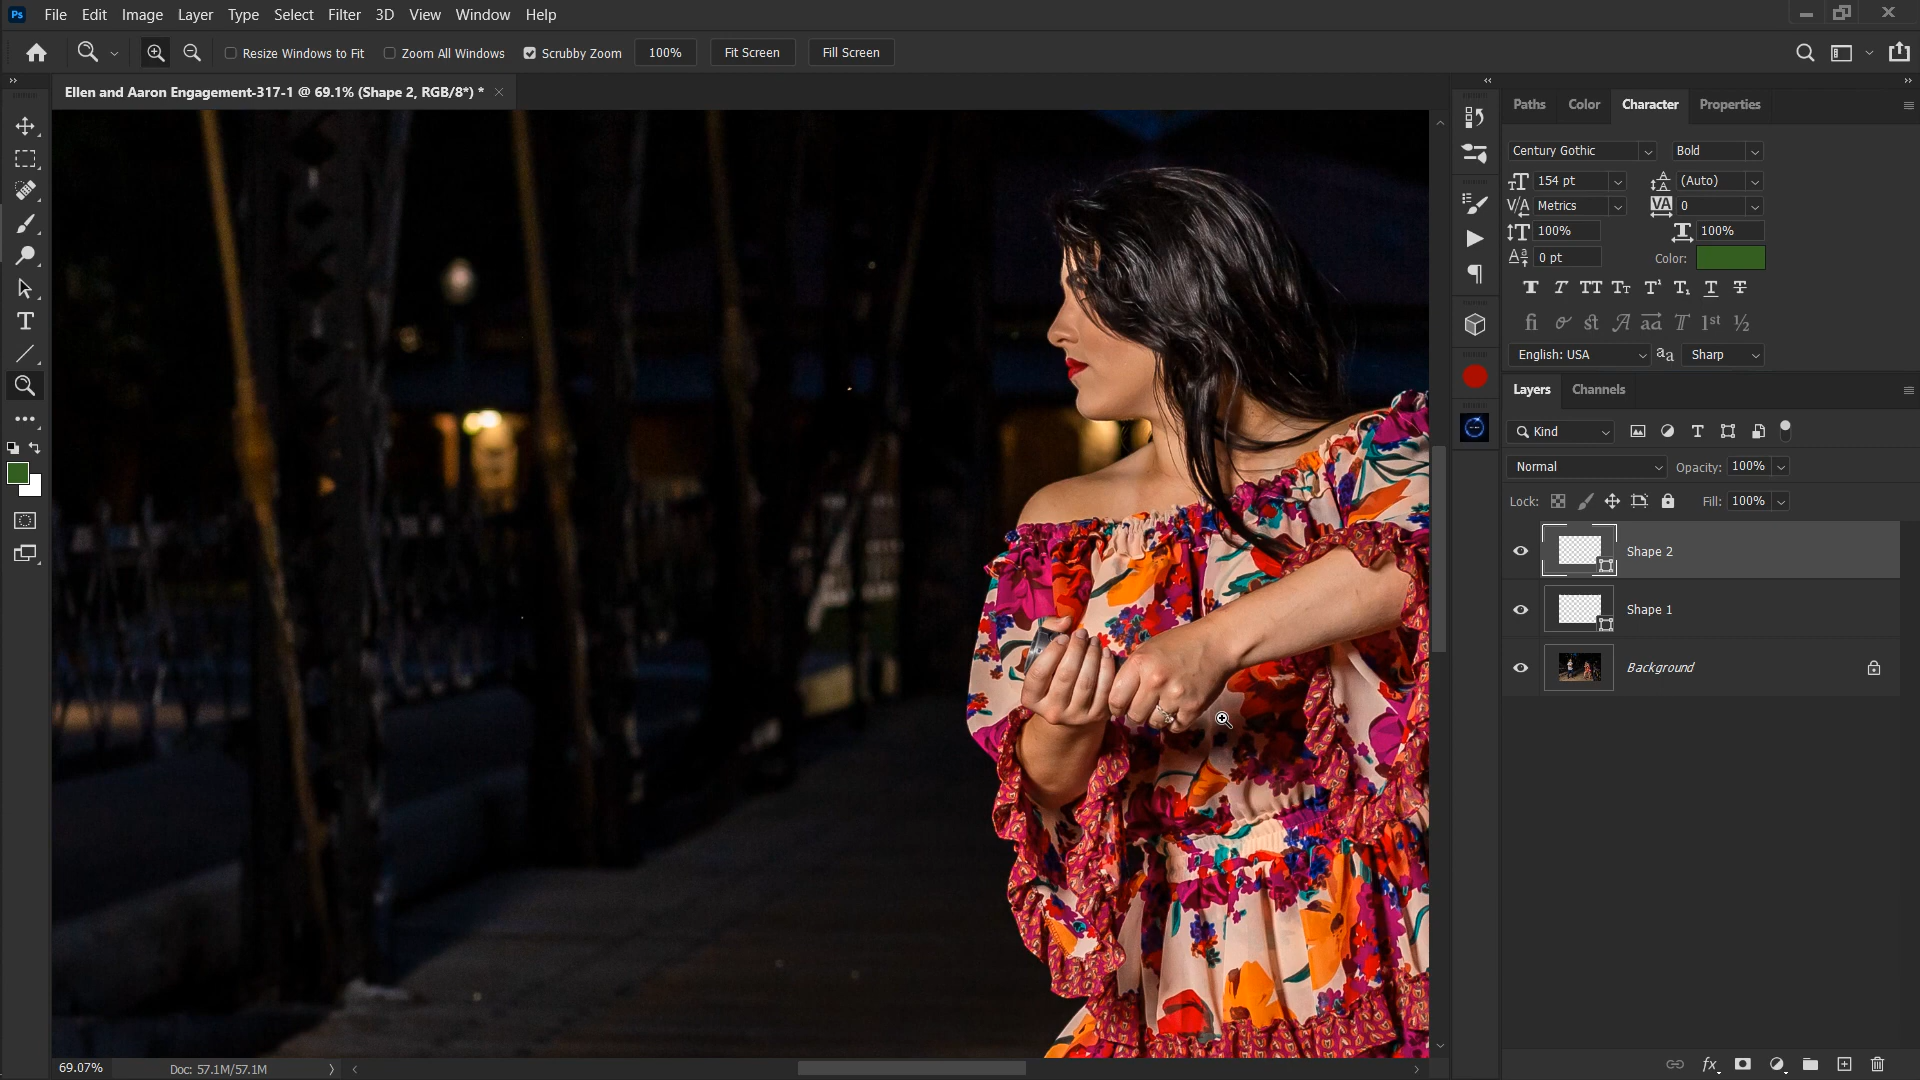 Ps File Edit Image Layer Type Select Filter 3D View Window Help
Resize Windows to Fit Zoom All Windows Scrubby Zoom 100% Fit Screen Fill Screen
Ellen and Aaron Engagement-317-1 @ 69.1% (Shape 2, RGB/8*) *
Paths Color Character Properties
Century Gothic Bold
154 pt (Auto)
Metrics 0
100% 100%
0 pt Color:
English: USA Sharp
Layers Channels
Kind
Normal Opacity: 100%
Lock: Fill: 100%
Shape 2
Shape 1
Background
69.07% Doc: 57.1M/57.1M